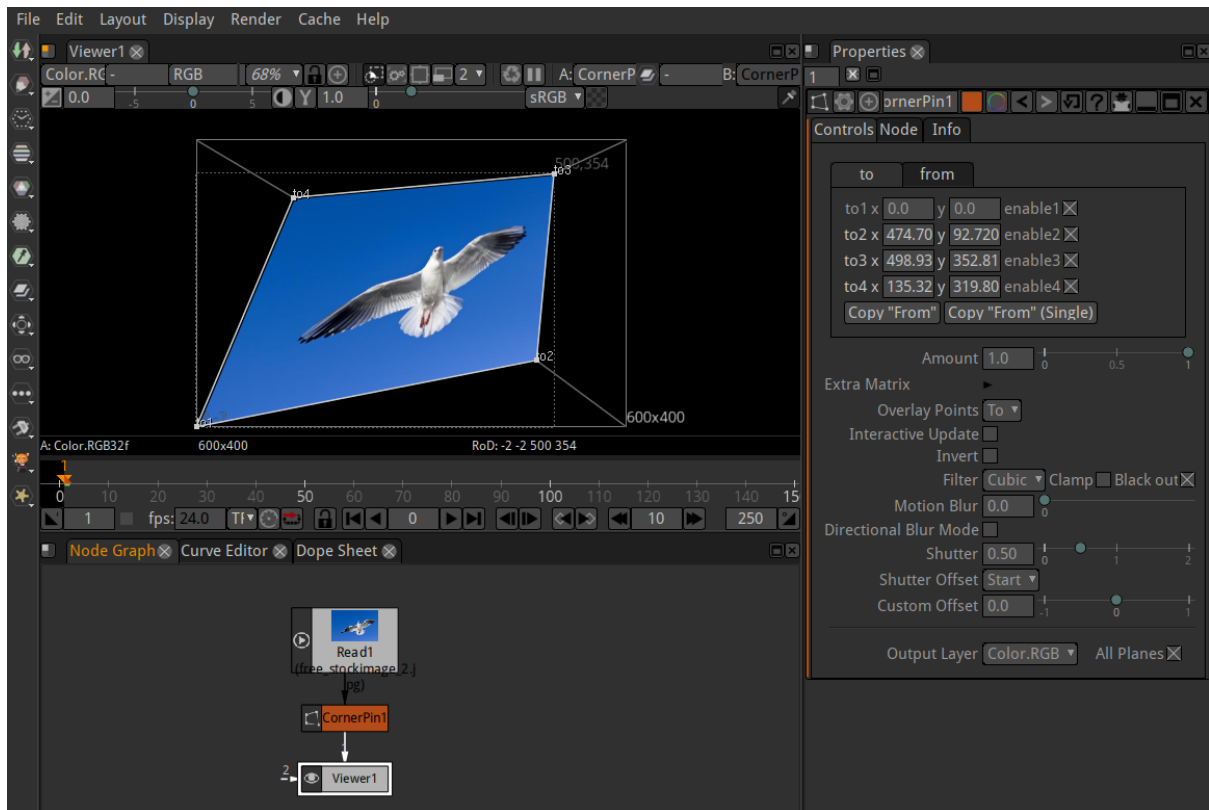 File Edit Layout Display Render Cache Help
Viewer1
Color.RG - RGB 68% 2 A: CornerP - B: CornerP
0.0 -5 0 5 Y 1.0 0 sRGB
500,354
to3
to4
to2
to1
600x400
A: Color.RGB32f 600x400 RoD: -2 -2 500 354
1
0 10 20 30 40 50 60 70 80 90 100 110 120 130 140 15
1 fps: 24.0 0 10 250
Node Graph Curve Editor Dope Sheet
Read1
(free_stockimage_2.j
pg)
CornerPin1
2 Viewer1
Properties
1
ornerPin1 < > ?
Controls Node Info
to from
to1 x 0.0 y 0.0 enable1
to2 x 474.70 y 92.720 enable2
to3 x 498.93 y 352.81 enable3
to4 x 135.32 y 319.80 enable4
Copy "From" Copy "From" (Single)
Amount 1.0 0 0.5 1
Extra Matrix
Overlay Points To
Interactive Update
Invert
Filter Cubic Clamp Black out
Motion Blur 0.0 0
Directional Blur Mode
Shutter 0.50 0 1 2
Shutter Offset Start
Custom Offset 0.0 -1 0 1
Output Layer Color.RGB All Planes